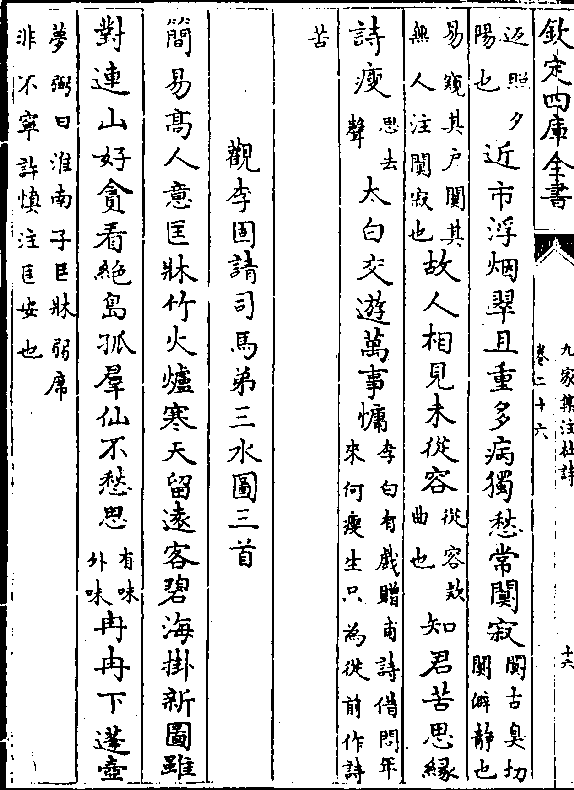 欽定四庫全書
九家集注杜詩
卷二十六
十六
返照夕
陽也
近市浮烟翠且重多病獨愁常闃寂
闃古臭切
闃僻靜也
易窺其户闃其
無人注闃寂也
故人相見未從容
從容欵
曲也
知君苦思緣
詩瘦
思去
聲
太白交遊萬事慵
李白有戲贈甫詩借問年
來何瘦生只為從前作詩
苦
觀李固請司馬弟三水圖三首
簡易髙人意匡牀竹火爐寒天留遠客碧海掛新圖雖
對連山好貪看絶島孤羣仙不愁思
有味
外味
冉冉下蓬壺
夢弼曰淮南子匡牀弱席
非不寧許慎注匡安也